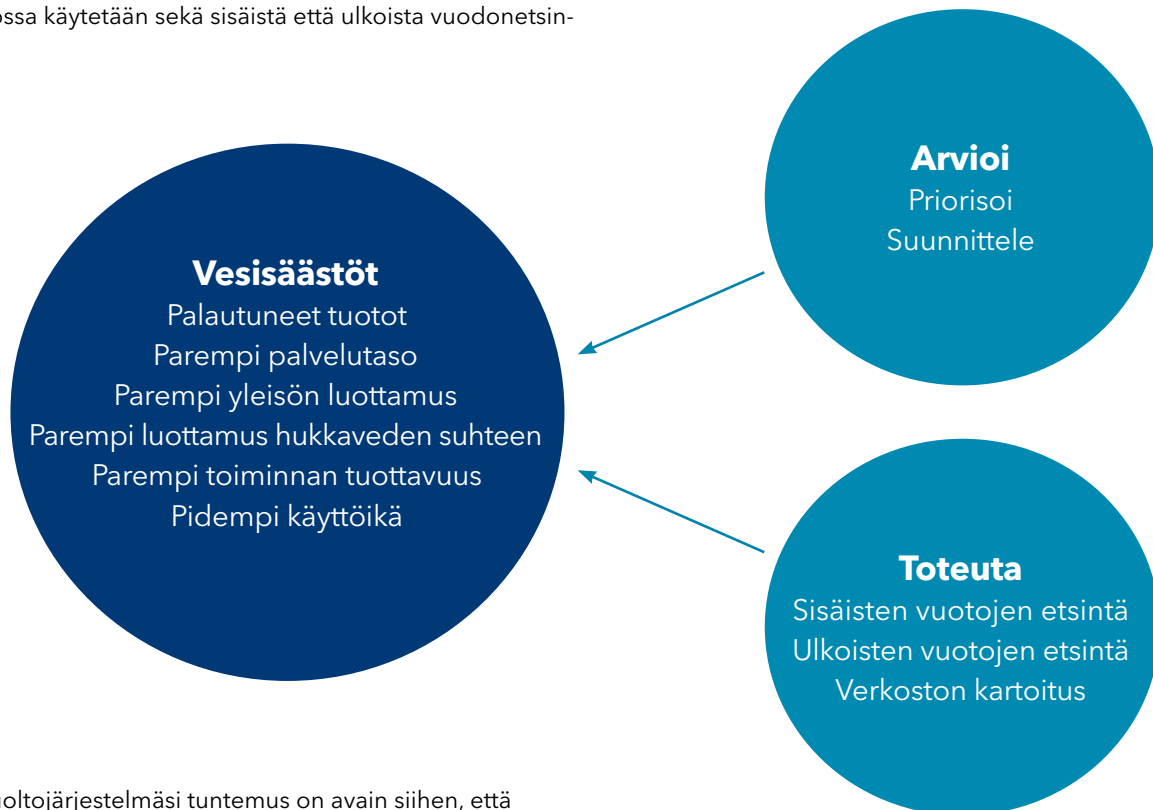 ossa käytetään sekä sisäistä että ulkoista vuodonetsin-
Vesisäästöt
Palautuneet tuotot
Parempi palvelutaso
Parempi yleisön luottamus
Parempi luottamus hukkaveden suhteen
Parempi toiminnan tuottavuus
Pidempi käyttöikä
Arvioi
Priorisoi
Suunnittele
Toteuta
Sisäisten vuotojen etsintä
Ulkoisten vuotojen etsintä
Verkoston kartoitus
oltojärjestelmäsi tuntemus on avain siihen, että